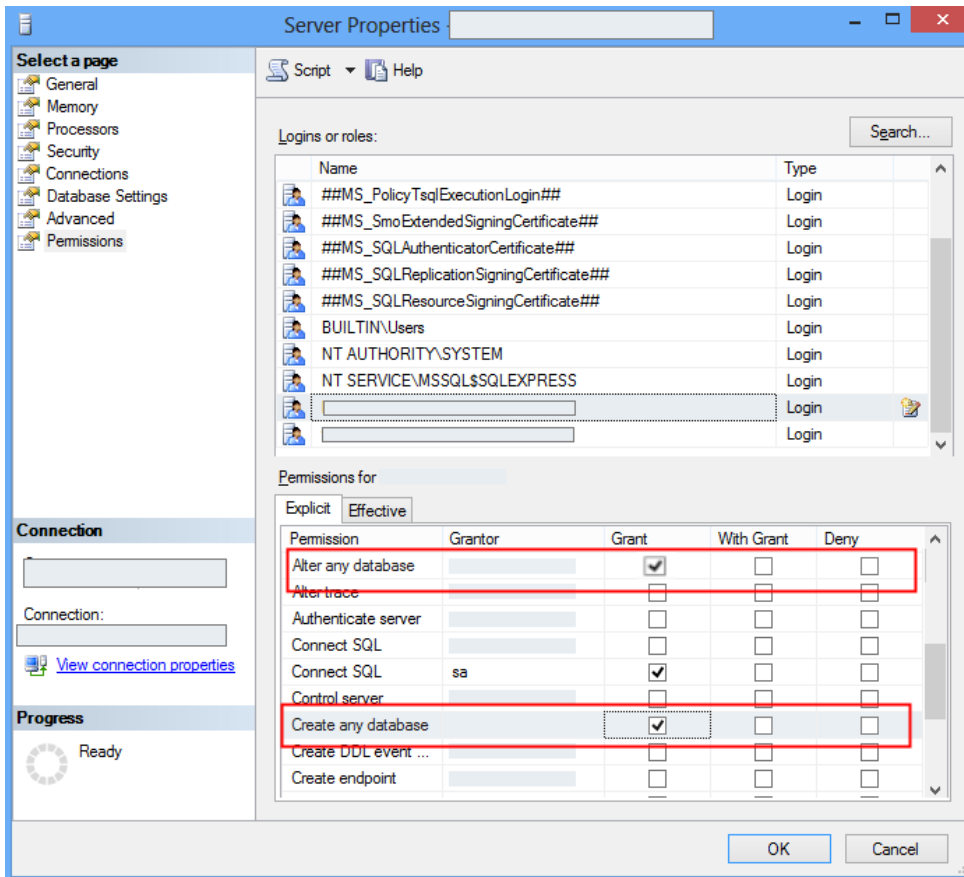 Server Properties -
Select a page
General
Memory
Processors
Security
Connections
Database Settings
Advanced
Permissions
Connection
Connection:
View connection properties
Progress
Ready
Script Help
Logins or roles: Search...
Name Type
##MS_PolicyTsqlExecutionLogin## Login
##MS_SmoExtendedSigningCertificate## Login
##MS_SQLAuthenticatorCertificate## Login
##MS_SQLReplicationSigningCertificate## Login
##MS_SQLResourceSigningCertificate## Login
BUILTIN\Users Login
NT AUTHORITY\SYSTEM Login
NT SERVICE\MSSQL$SQLEXPRESS Login
Login
Login
Permissions for
Explicit Effective
Permission Grantor Grant With Grant Deny
Alter any database
Alter trace
Authenticate server
Connect SQL
Connect SQL sa
Control server
Create any database
Create DDL event ...
Create endpoint
OK Cancel